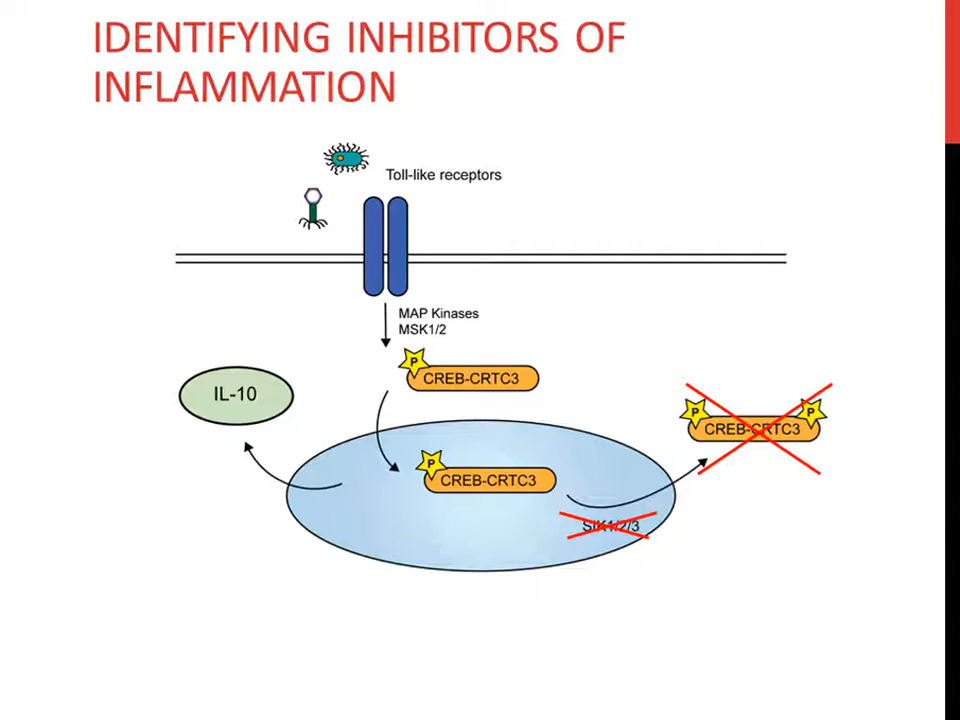 IDENTIFYING INHIBITORS OF
INFLAMMATION
Toll-like receptors
MAP Kinases
MSK1/2
P
CREB-CRTC3
IL-10
P
P
CREB-CRTC3
P
CREB-CRTC3
SIK1/2/3